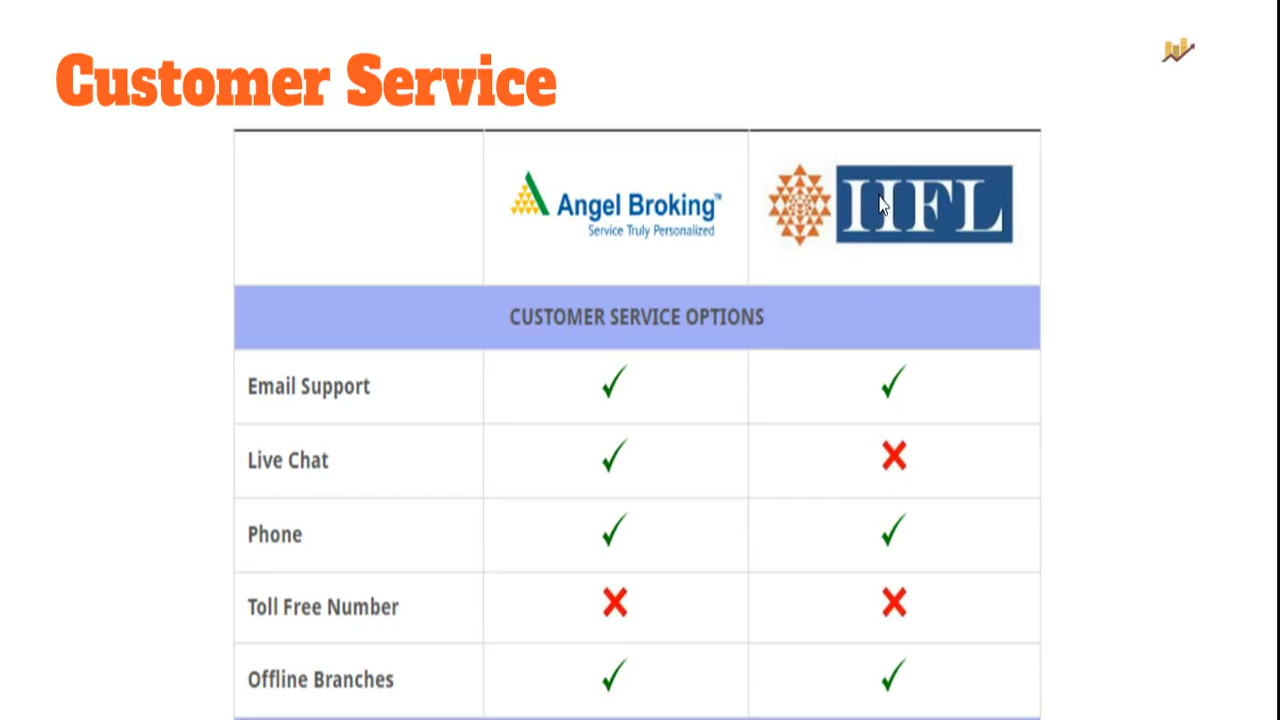 Customer Service
Angel Broking™
Service Truly Personalized
IIFL
CUSTOMER SERVICE OPTIONS
Email Support
Live Chat
Phone
Toll Free Number
Offline Branches